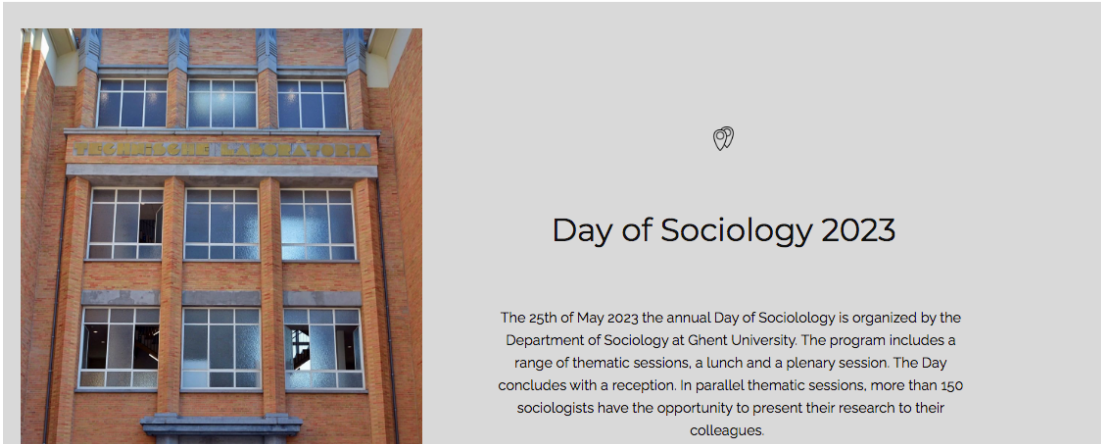 TECHNISCHE LABORATORIA
Day of Sociology 2023
The 25th of May 2023 the annual Day of Sociolology is organized by the
Department of Sociology at Ghent University. The program includes a
range of thematic sessions, a lunch and a plenary session. The Day
concludes with a reception. In parallel thematic sessions, more than 150
sociologists have the opportunity to present their research to their
colleagues.